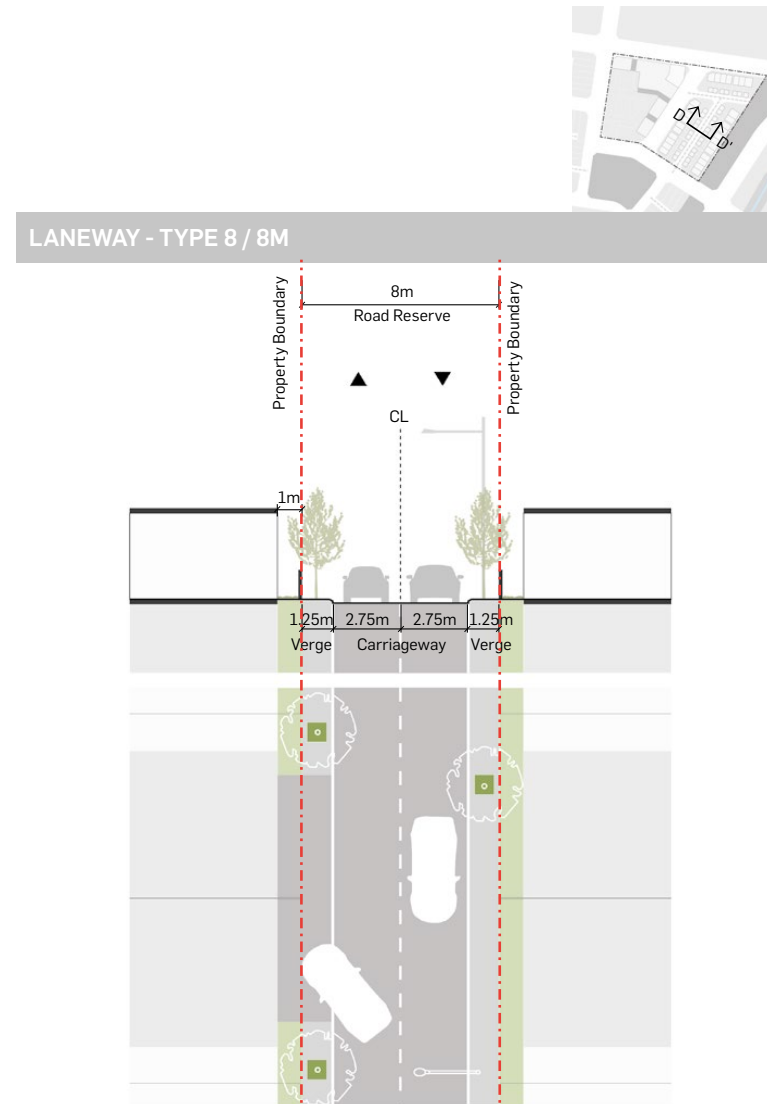 D
D'
LANEWAY - TYPE 8 / 8M
Property Boundary
8m
Road Reserve
Property Boundary
CL
1m
1.25m 2.75m 2.75m 1.25m
Verge Carriageway Verge